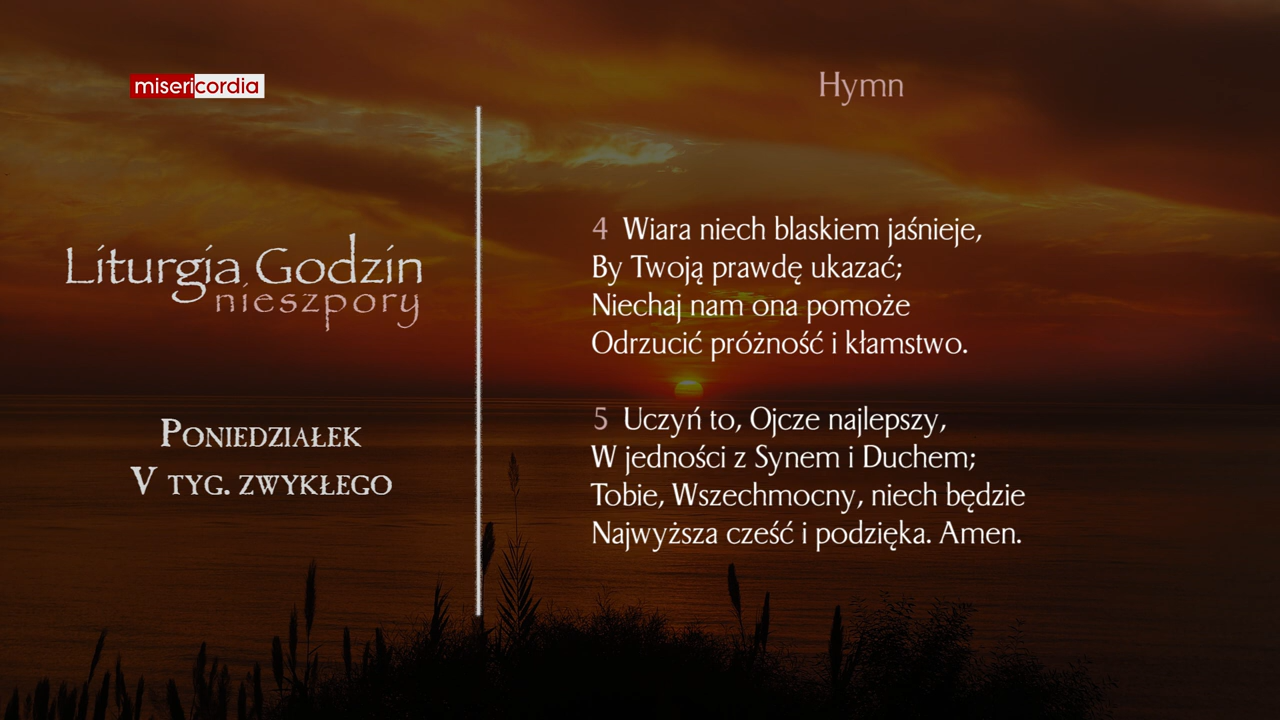 misericordia
Liturgia Godzin
nieszpory
Poniedziałek
V tyg. zwykłego
Hymn
4 Wiara niech blaskiem jaśnieje,
By Twoją prawdę ukazać;
Niechaj nam ona pomoże
Odrzucić próżność i kłamstwo.
5 Uczyń to, Ojcze najlepszy,
W jedności z Synem i Duchem;
Tobie, Wszechmocny, niech będzie
Najwyższa cześć i podzięka. Amen.